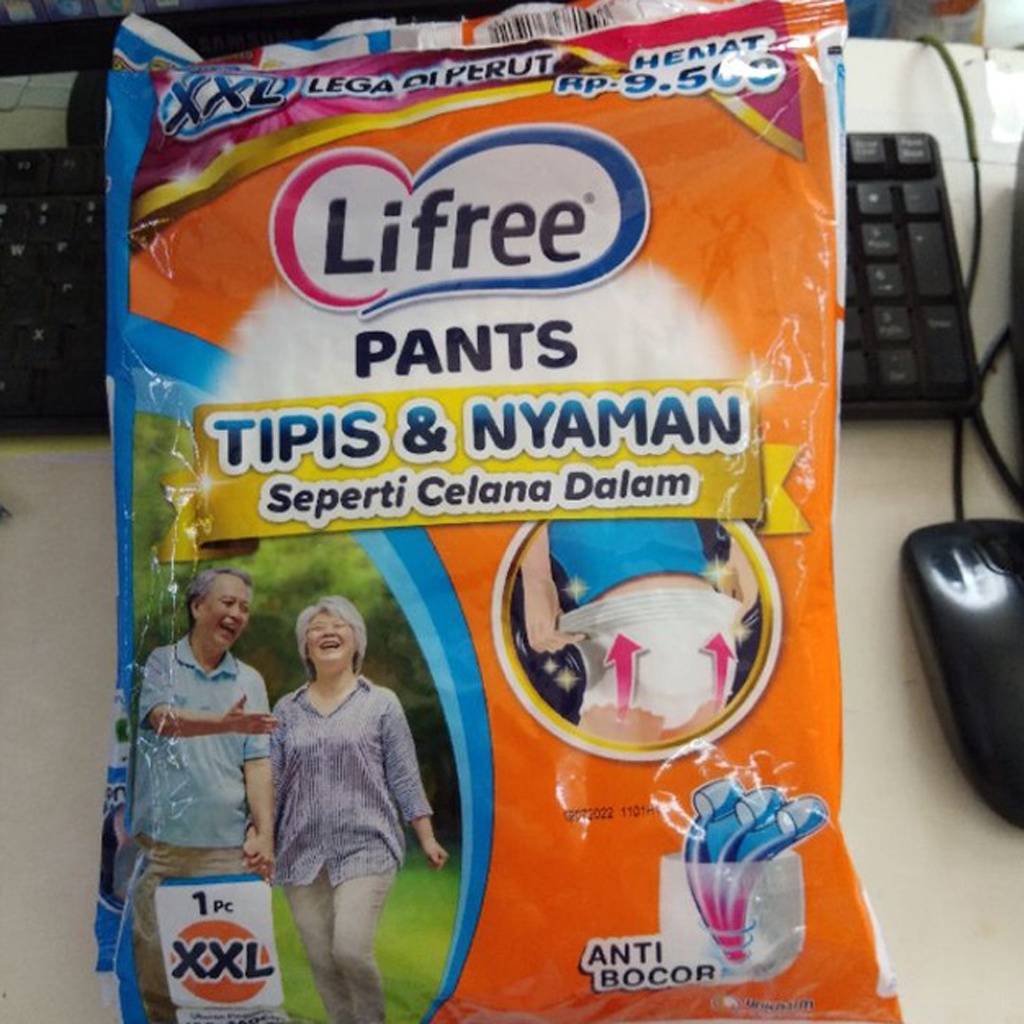 XXL LEGA DI PERUT
HEMAT
Rp.9.500
Lifree®
PANTS
TIPIS & NYAMAN
Seperti Celana Dalam
1 Pc
XXL
ANTI
BOCOR
unicharm